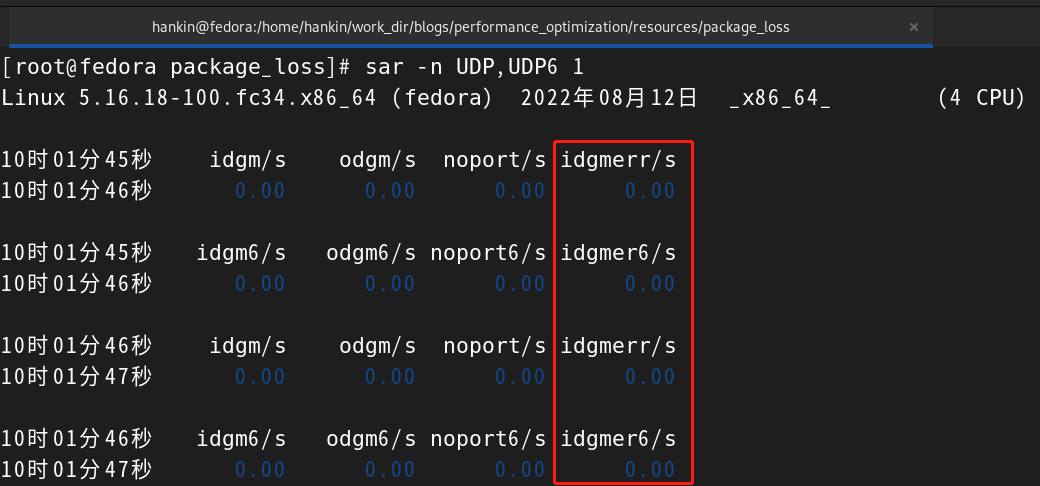 hankin@fedora:/home/hankin/work_dir/blogs/performance_optimization/resources/package_loss ×
[root@fedora package_loss]# sar -n UDP,UDP6 1
Linux 5.16.18-100.fc34.x86_64 (fedora) 2022年08月12日 _x86_64_ (4 CPU)
10时01分45秒 idgm/s odgm/s noport/s idgmerr/s
10时01分46秒 0.00 0.00 0.00 0.00
10时01分45秒 idgm6/s odgm6/s noport6/s idgmer6/s
10时01分46秒 0.00 0.00 0.00 0.00
10时01分46秒 idgm/s odgm/s noport/s idgmerr/s
10时01分47秒 0.00 0.00 0.00 0.00
10时01分46秒 idgm6/s odgm6/s noport6/s idgmer6/s
10时01分47秒 0.00 0.00 0.00 0.00